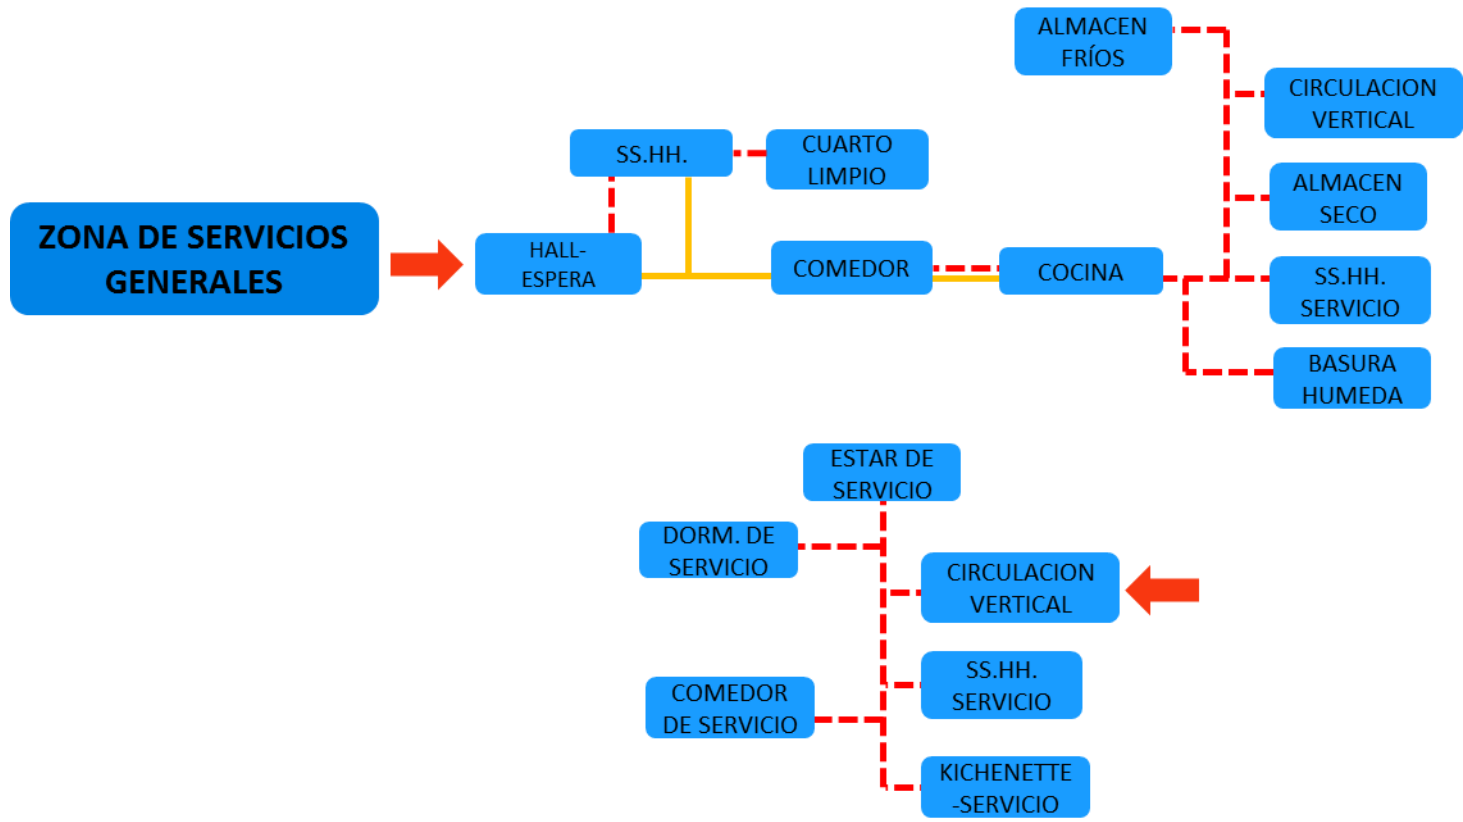 ALMACEN
FRÍOS
CIRCULACION
VERTICAL
SS.HH.
CUARTO
LIMPIO
ALMACEN
SECO
ZONA DE SERVICIOS
GENERALES
HALL-
ESPERA
COMEDOR
COCINA
SS.HH.
SERVICIO
BASURA
HUMEDA
ESTAR DE
SERVICIO
DORM. DE
SERVICIO
CIRCULACION
VERTICAL
SS.HH.
SERVICIO
COMEDOR
DE SERVICIO
KICHENETTE
-SERVICIO